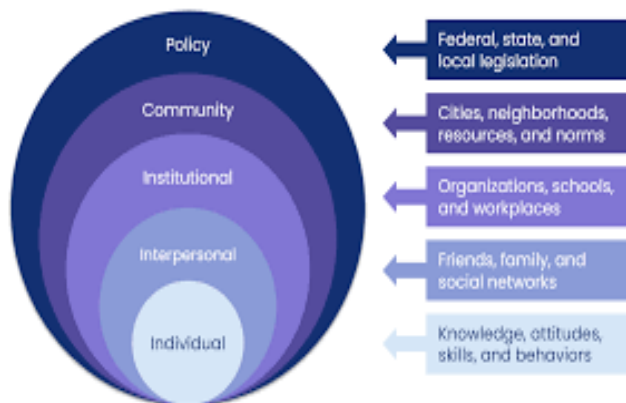 Policy
Federal, state, and
local legislation
Community
Cities, neighborhoods,
resources, and norms
Institutional
Organizations, schools,
and workplaces
Interpersonal
Friends, family, and
social networks
Individual
Knowledge, attitudes,
skills, and behaviors